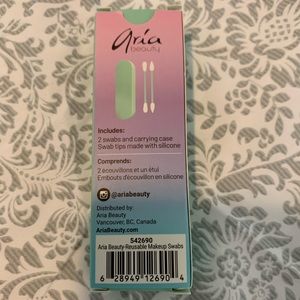 aria
beauty
Includes:
2 swabs and carrying case
Swab tips made with silicone
Comprends:
2 écouvillons et un étui
Embouts d'écouvillon en silicone
@ariabeauty
Distributed by:
Aria Beauty
Vancouver, BC, Canada
AriaBeauty.com
S42690
Aria Beauty-Reusable Makeup Swabs
6 28949 12690 4